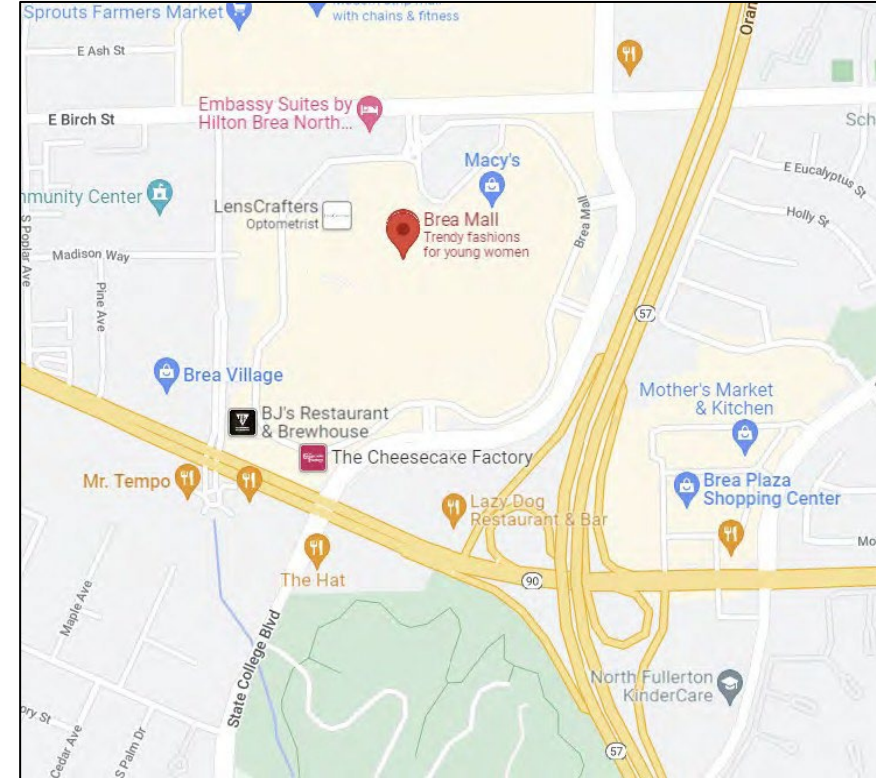 Sprouts Farmers Market
with chains & fitness
Oran
E Ash St
E Birch St
Embassy Suites by
Hilton Brea North...
Sch
Macy's
E Eucalyptus St
mmunity Center
LensCrafters
Optometrist
Brea Mall
Trendy fashions
for young women
Brea Mall
Holly St
S Poplar Ave
Madison Way
Pine Ave
57
Brea Village
Mother's Market
& Kitchen
BJ's Restaurant
& Brewhouse
The Cheesecake Factory
Mr. Tempo
Brea Plaza
Shopping Center
Lazy Dog
Restaurant & Bar
Mo
The Hat
90
Maple Ave
State College Blvd
North Fullerton
KinderCare
ory St
Cedar Ave
S Palm Dr
57